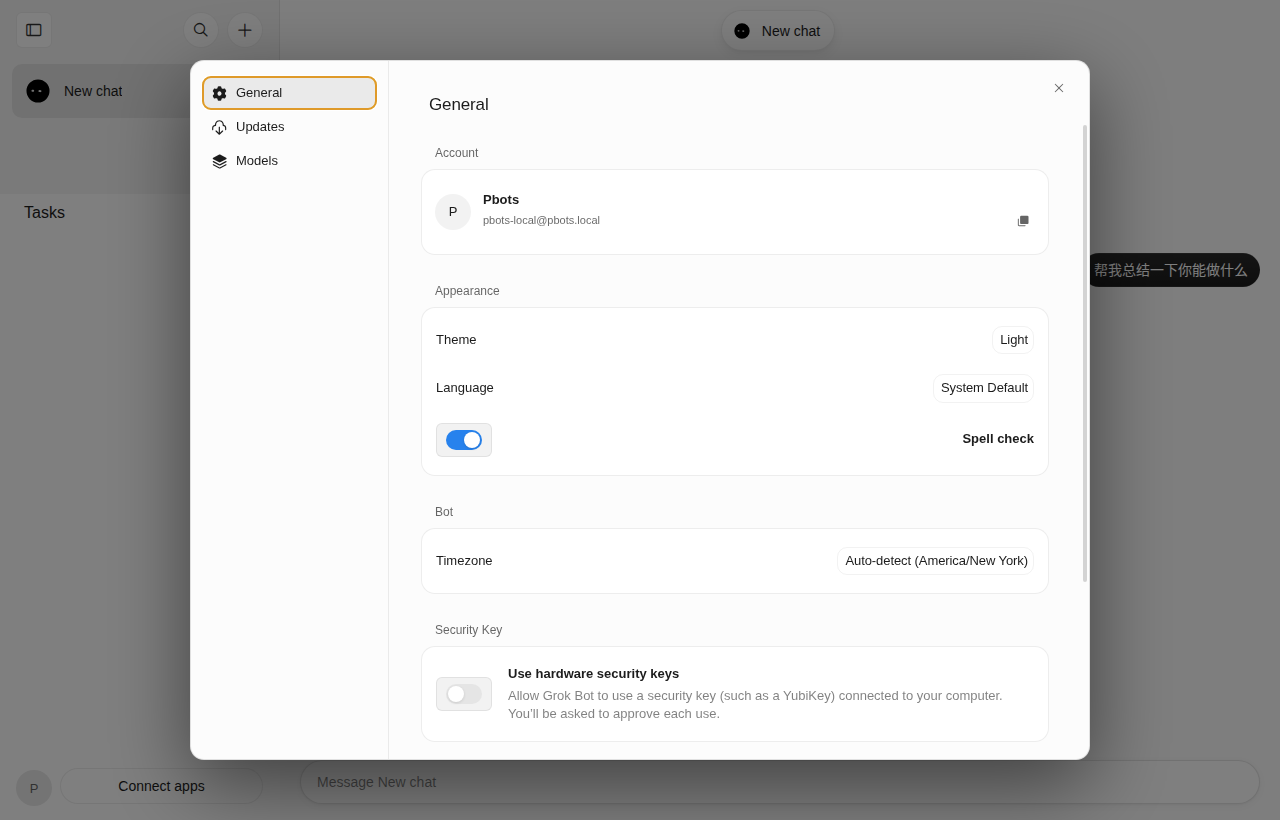 New chat
New chat
Tasks
帮我总结一下你能做什么
General
Updates
Models
General
Account
P
Pbots
pbots-local@pbots.local
Appearance
Theme
Light
Language
System Default
Spell check
Bot
Timezone
Auto-detect (America/New York)
Security Key
Use hardware security keys
Allow Grok Bot to use a security key (such as a YubiKey) connected to your computer.
You'll be asked to approve each use.
P
Connect apps
Message New chat